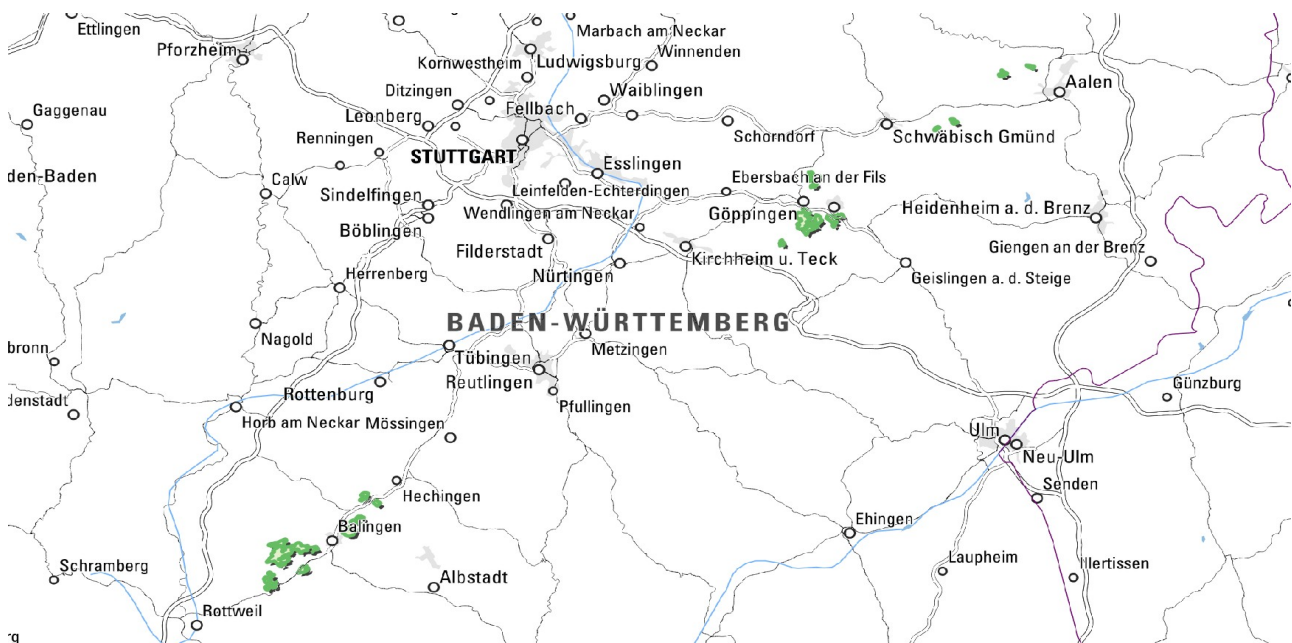 Ettlingen
Marbach am Neckar
Pforzheim
Winnenden
Kornwestheim
Ludwigsburg
Aalen
Ditzingen
Waiblingen
Gaggenau
Fellbach
Leonberg
Schorndorf
Schwäbisch Gmünd
Renningen
STUTTGART
Esslingen
den-Baden
Calw
Ebersbach an der Fils
Leinfelden-Echterdingen
Sindelfingen
Wendlingen am Neckar
Göppingen
Heidenheim a. d. Brenz
Böblingen
Filderstadt
Giengen an der Brenz
Kirchheim u. Teck
Herrenberg
Nürtingen
Geislingen a. d. Steige
BADEN-WÜRTTEMBERG
Nagold
bronn
Tübingen
Metzingen
Reutlingen
Günzburg
Rottenburg
denstadt
Pfullingen
Horb am Neckar
Mössingen
Ulm
Neu-Ulm
Senden
Hechingen
Ehingen
Balingen
Laupheim
Illertissen
Schramberg
Albstadt
Rottweil
rg